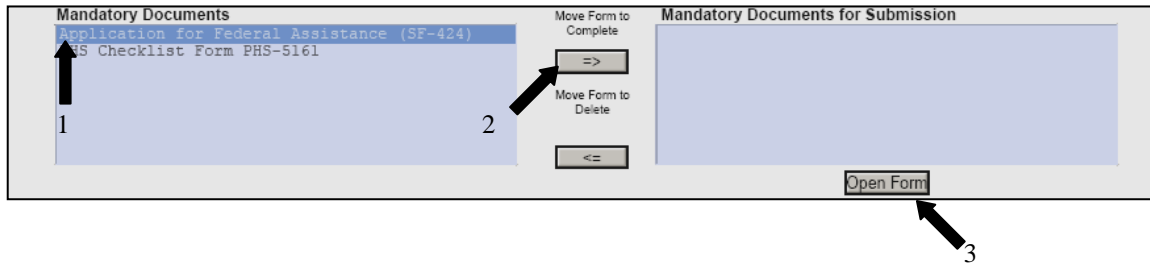 Mandatory Documents
Application for Federal Assistance (SF-424)
HS Checklist Form PHS-5161
1
Move Form to
Complete
=>
2
Move Form to
Delete
<=
Mandatory Documents for Submission
Open Form
3